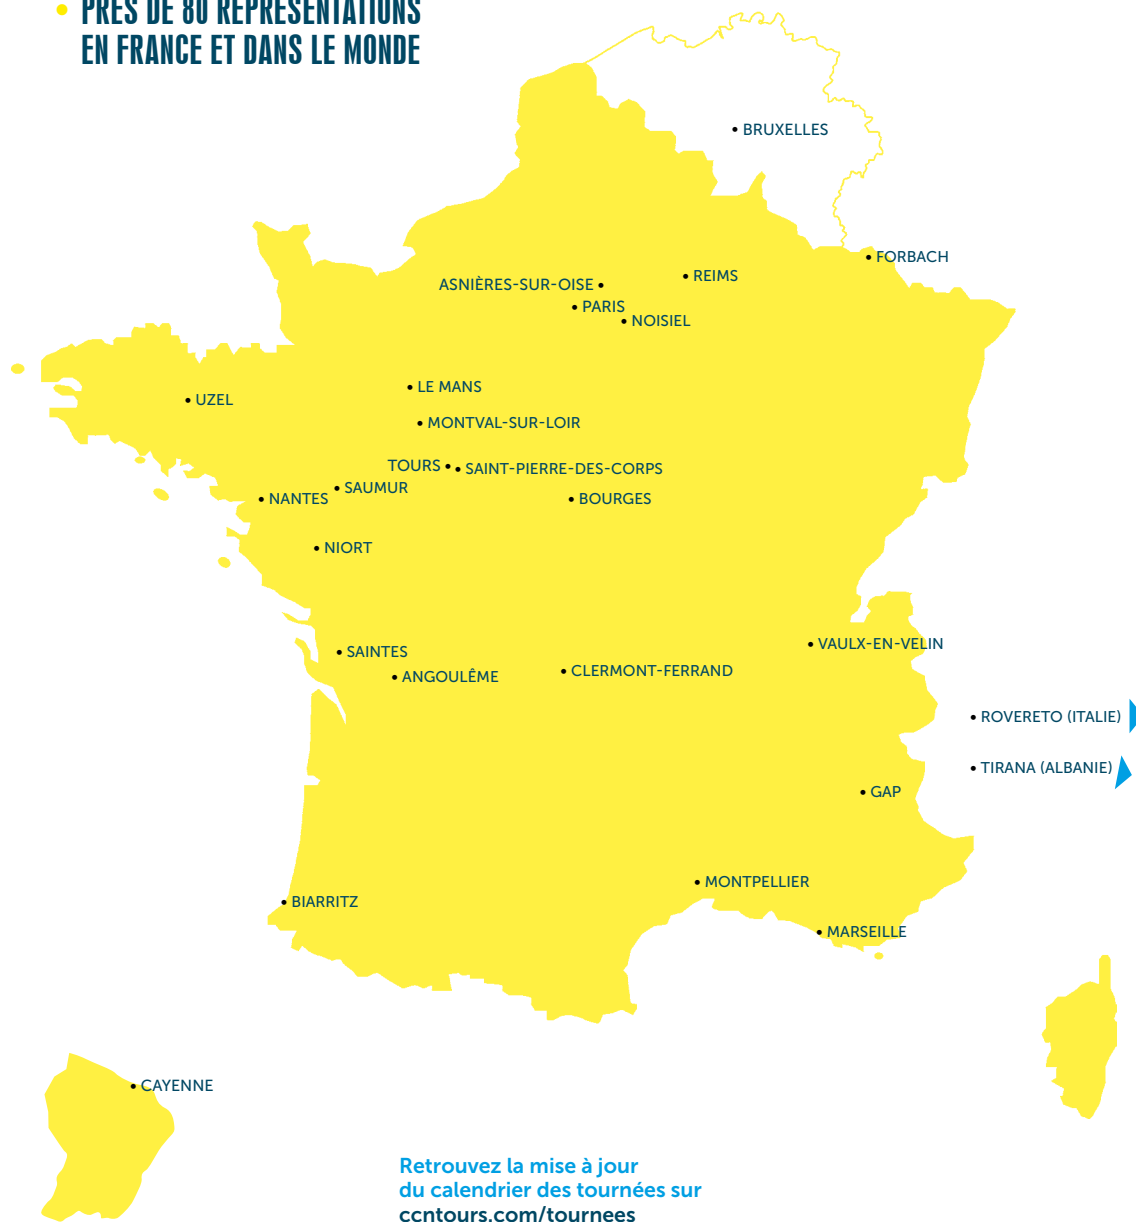 • PRÈS DE 80 REPRÉSENTATIONS
EN FRANCE ET DANS LE MONDE
• BRUXELLES
• FORBACH
• REIMS
ASNIÈRES-SUR-OISE •
• PARIS
• NOISIEL
• LE MANS
• UZEL
• MONTVAL-SUR-LOIR
TOURS •
• SAINT-PIERRE-DES-CORPS
• SAUMUR
• NANTES
• BOURGES
• NIORT
• VAULX-EN-VELIN
• SAINTES
• CLERMONT-FERRAND
• ANGOULÊME
• ROVERETO (ITALIE)
• TIRANA (ALBANIE)
• GAP
• MONTPELLIER
• BIARRITZ
• MARSEILLE
• CAYENNE
Retrouvez la mise à jour
du calendrier des tournées sur
ccntours.com/tournees